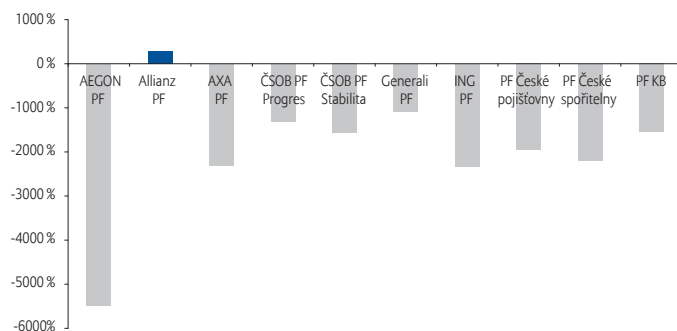 1000 %
0 %
-1000 %
-2000 %
-3000 %
-4000 %
-5000 %
-6000%
AEGON PF
Allianz PF
AXA PF
ČSOB PF Progres
ČSOB PF Stabilita
Generali PF
ING PF
PF České pojišťovny
PF České spořitelny
PF KB